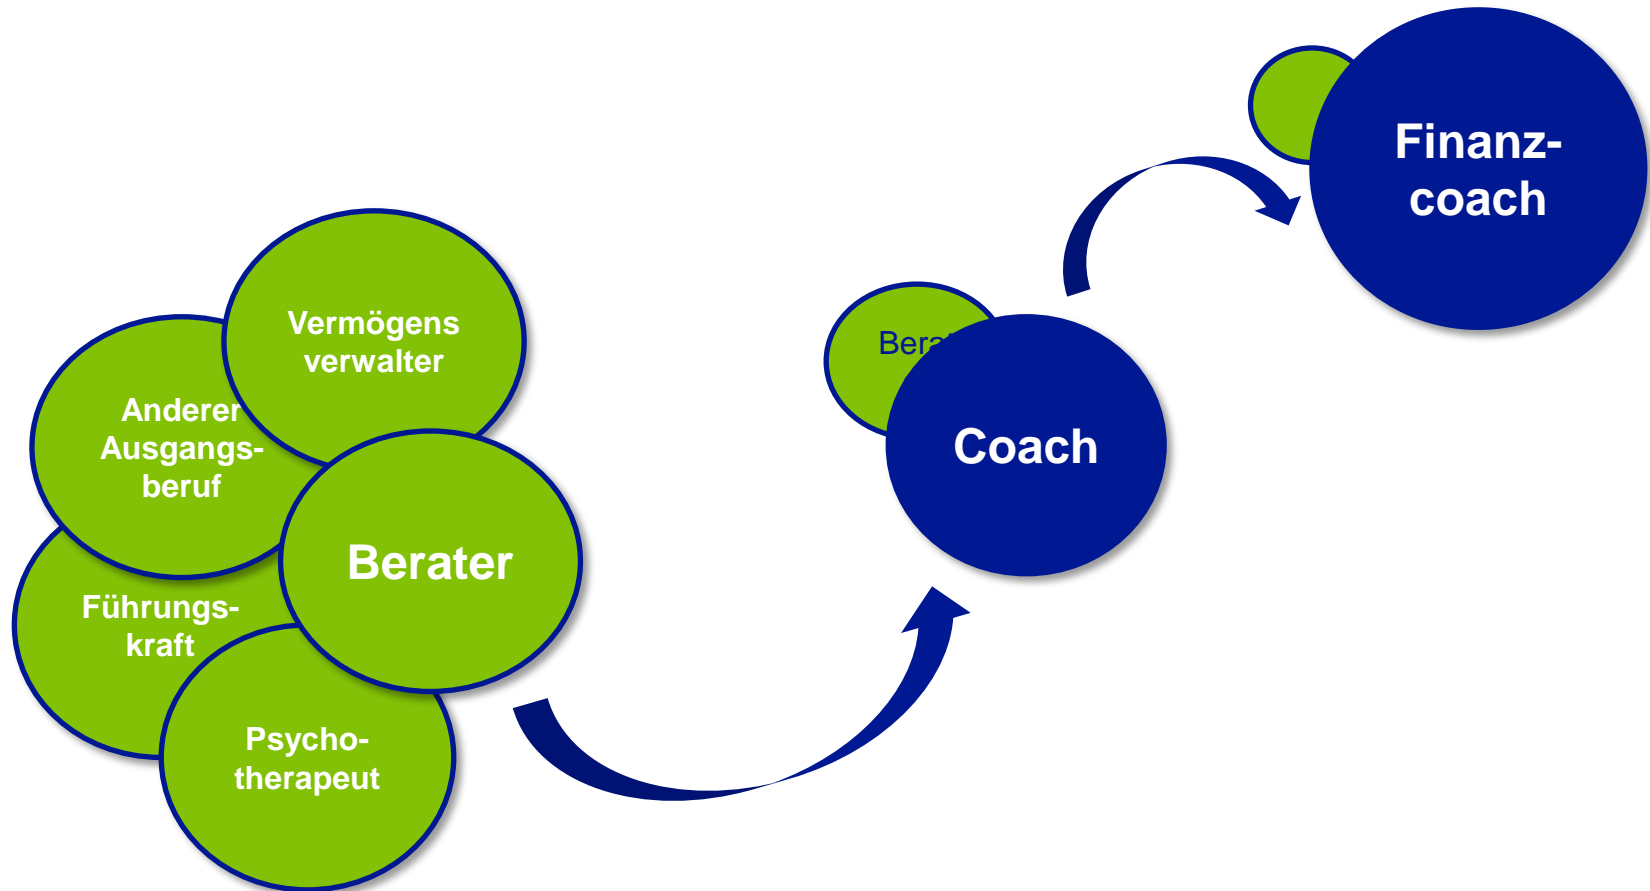 Finanz-
coach
Vermögens
verwalter
Anderer
Ausgangs-
beruf
Berater
Führungs-
kraft
Psycho-
therapeut
Coach